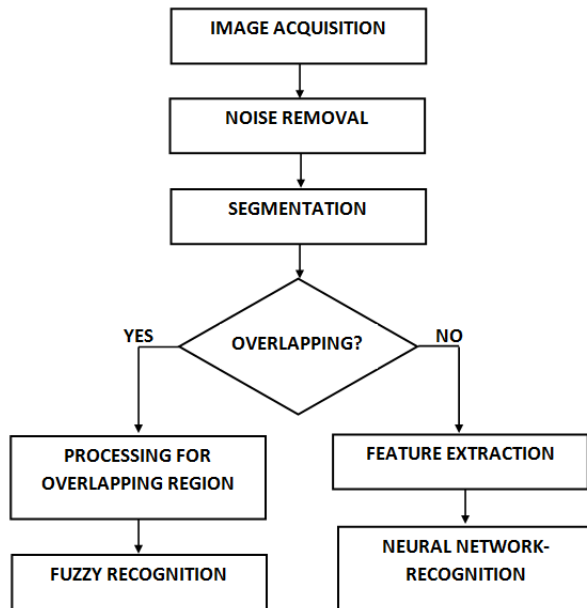 IMAGE ACQUISITION
NOISE REMOVAL
SEGMENTATION
OVERLAPPING?
YES
NO
PROCESSING FOR
OVERLAPPING REGION
FUZZY RECOGNITION
FEATURE EXTRACTION
NEURAL NETWORK-
RECOGNITION